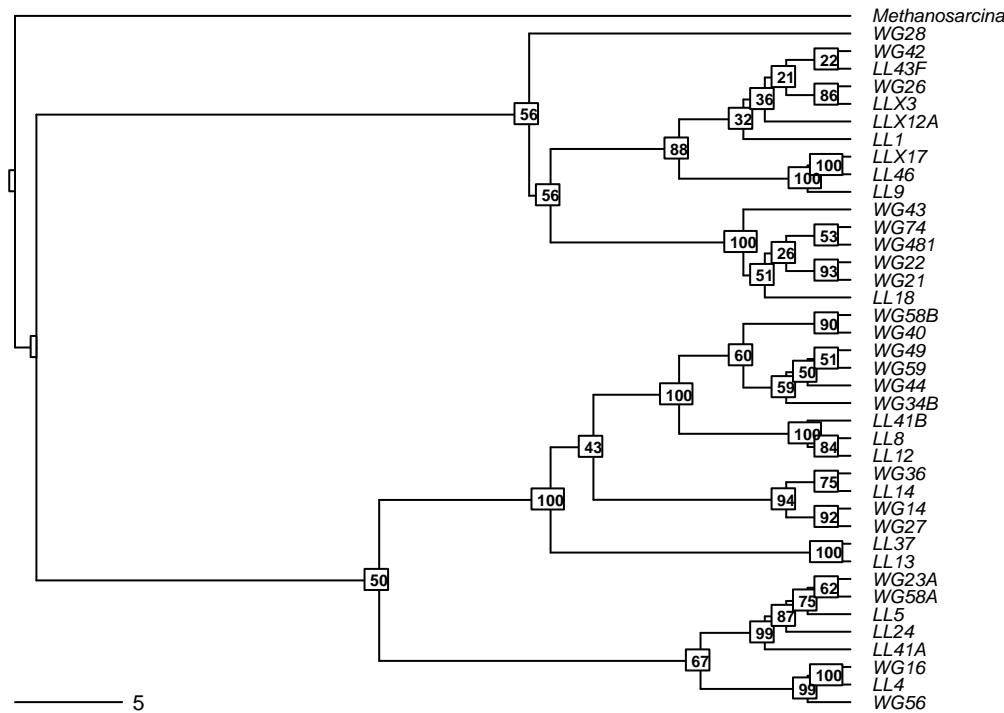 Methanosarcina
WG28
WG42
22
LL43F
21
WG26
36
86
LLX3
56
32
LLX12A
LL1
88
LLX17
100
LL46
100
LL9
56
WG43
WG74
53
WG481
100
26
WG22
51
93
WG21
LL18
WG58B
90
WG40
60
WG49
51
WG59
50
WG44
59
WG34B
100
LL41B
100
LL8
43
84
LL12
WG36
75
LL14
94
100
WG14
92
WG27
LL37
100
LL13
50
WG23A
62
WG58A
75
LL5
87
LL24
99
LL41A
67
WG16
100
LL4
99
WG56
5